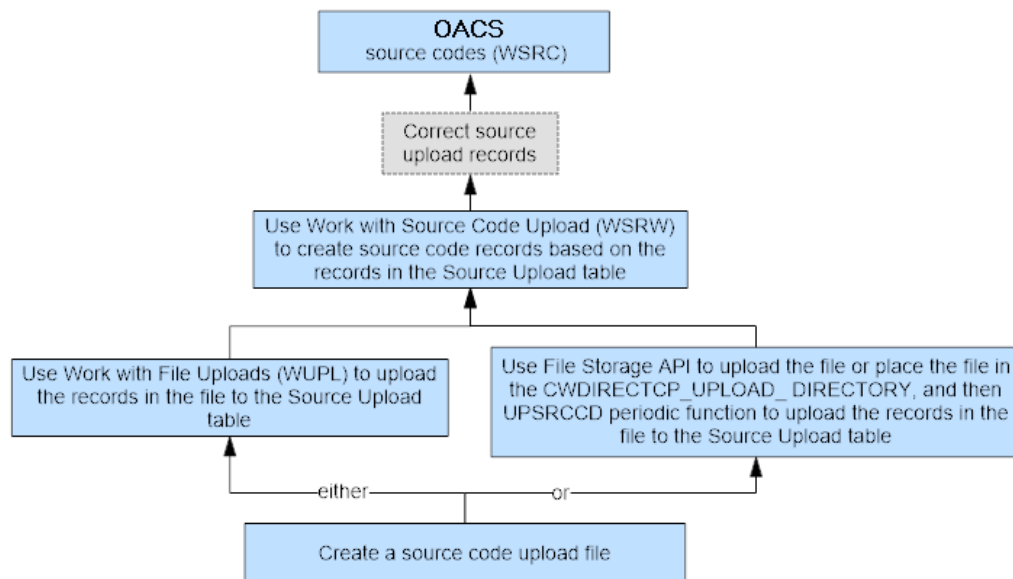 OACS
source codes (WSRC)
Correct source
upload records
Use Work with Source Code Upload (WSRW)
to create source code records based on the
records in the Source Upload table
Use Work with File Uploads (WUPL) to upload
the records in the file to the Source Upload
table
Use File Storage API to upload the file or place the file in
the CWDIRECTCP_UPLOAD_ DIRECTORY, and then
UPSRCCD periodic function to upload the records in the
file to the Source Upload table
either
or
Create a source code upload file